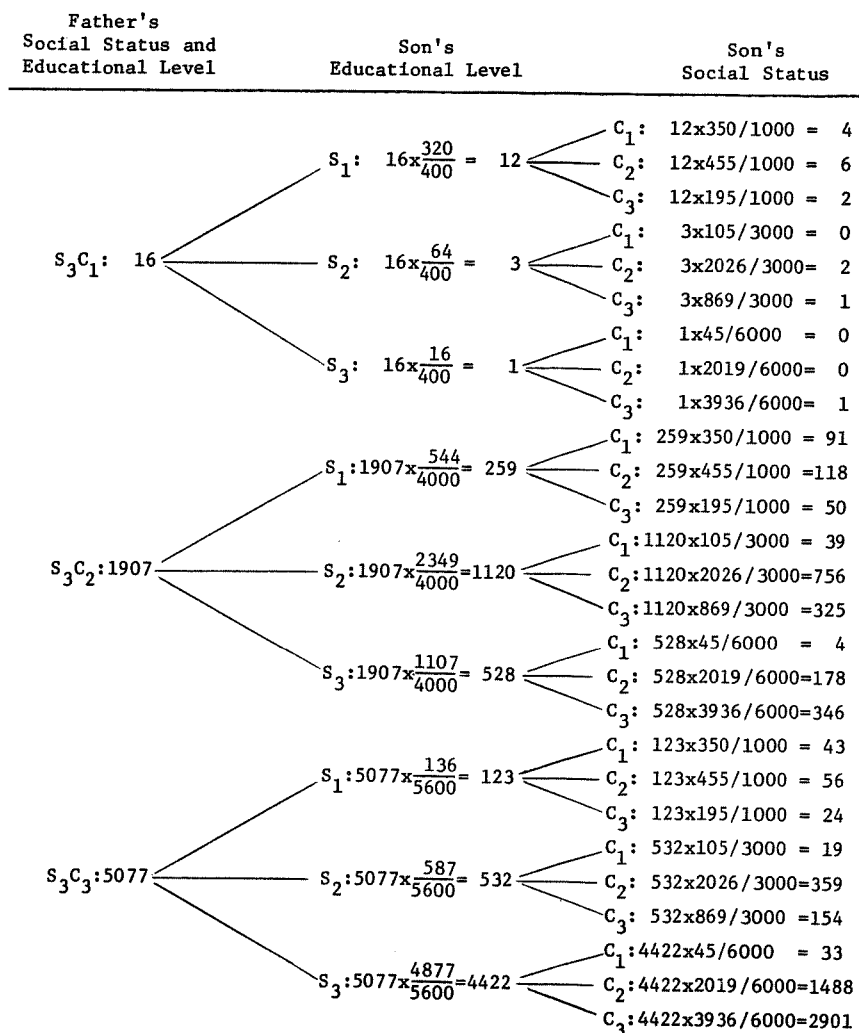 Father's
Social Status and
Educational Level
Son's
Educational Level
Son's
Social Status
S₃C₁: 16
S₁: 16x320/400 = 12
C₁: 12x350/1000 = 4
C₂: 12x455/1000 = 6
C₃: 12x195/1000 = 2
S₂: 16x64/400 = 3
C₁: 3x105/3000 = 0
C₂: 3x2026/3000= 2
C₃: 3x869/3000 = 1
S₃: 16x16/400 = 1
C₁: 1x45/6000 = 0
C₂: 1x2019/6000= 0
C₃: 1x3936/6000= 1
S₃C₂:1907
S₁:1907x544/4000= 259
C₁: 259x350/1000 = 91
C₂: 259x455/1000 =118
C₃: 259x195/1000 = 50
S₂:1907x2349/4000=1120
C₁:1120x105/3000 = 39
C₂:1120x2026/3000=756
C₃:1120x869/3000 =325
S₃:1907x1107/4000= 528
C₁: 528x45/6000 = 4
C₂: 528x2019/6000=178
C₃: 528x3936/6000=346
S₃C₃:5077
S₁:5077x136/5600= 123
C₁: 123x350/1000 = 43
C₂: 123x455/1000 = 56
C₃: 123x195/1000 = 24
S₂:5077x587/5600= 532
C₁: 532x105/3000 = 19
C₂: 532x2026/3000=359
C₃: 532x869/3000 =154
S₃:5077x4877/5600=4422
C₁:4422x45/6000 = 33
C₂:4422x2019/6000=1488
C₃:4422x3936/6000=2901